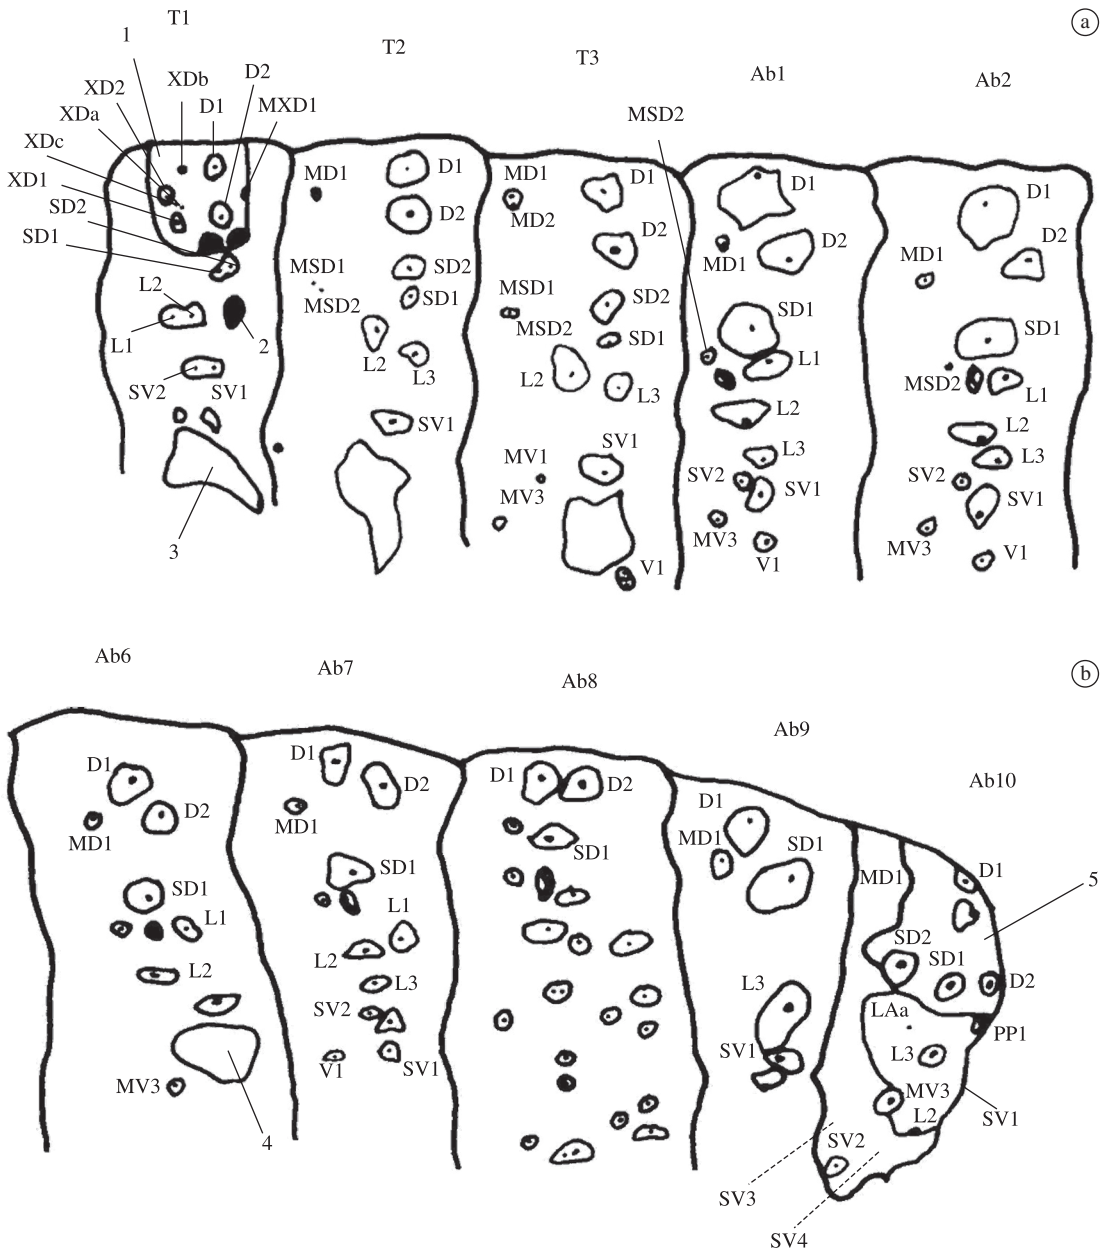 T1
T2
T3
Ab1
Ab2
a
1
XDb
D2
XD2
D1
MXD1
XDa
XDc
XD1
SD2
SD1
L2
L1
2
SV2
SV1
3
MD1
D1
D2
MSD1
MSD2
SD2
SD1
L2
L3
SV1
MD1
MD2
D1
D2
MSD1
MSD2
SD2
SD1
L2
L3
SV1
MV1
MV3
V1
MSD2
D1
MD1
D2
SD1
L1
L2
L3
SV2
SV1
MV3
V1
D1
D2
MD1
SD1
MSD2
L1
L2
L3
SV2
SV1
MV3
V1
b
Ab6
Ab7
Ab8
Ab9
Ab10
D1
D2
MD1
SD1
L1
L2
MV3
4
D1
D2
MD1
SD1
L1
L2
L3
SV2
V1
SV1
D1
D2
SD1
D1
MD1
SD1
L3
SV1
MD1
D1
5
SD2
SD1
D2
LAa
PP1
L3
MV3
L2
SV1
SV2
SV3
SV4